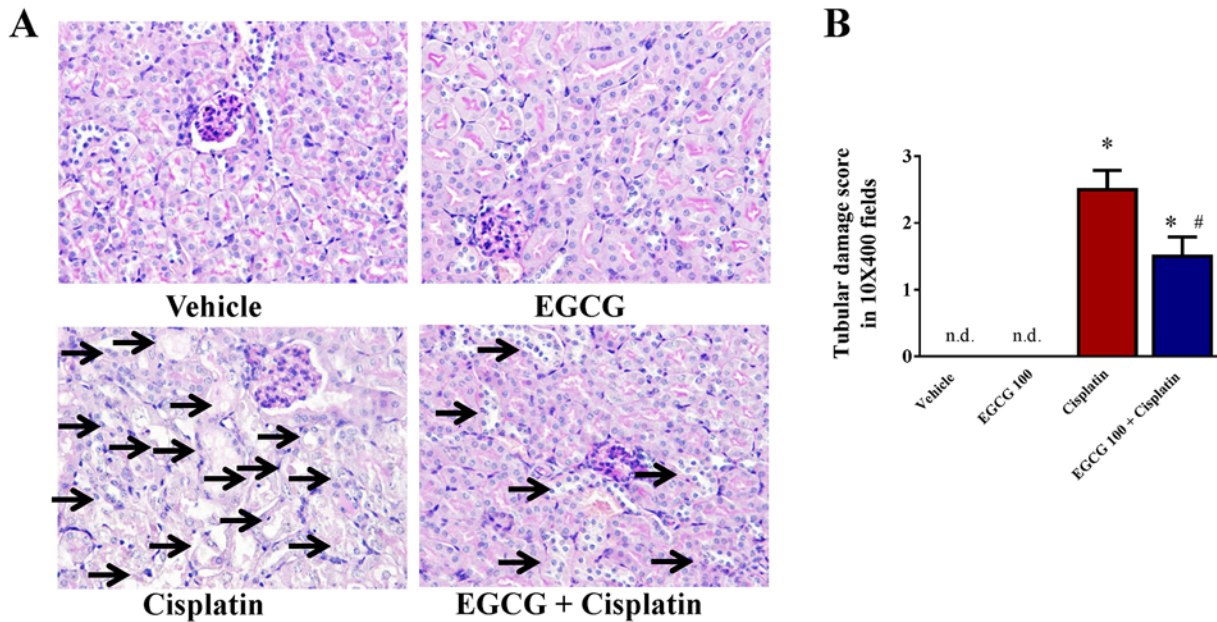 A
Vehicle
EGCG
Cisplatin
EGCG + Cisplatin
B
Tubular damage score
in 10X400 fields
3
2
1
0
n.d.
n.d.
*
* #
Vehicle
EGCG 100
Cisplatin
EGCG 100 + Cisplatin